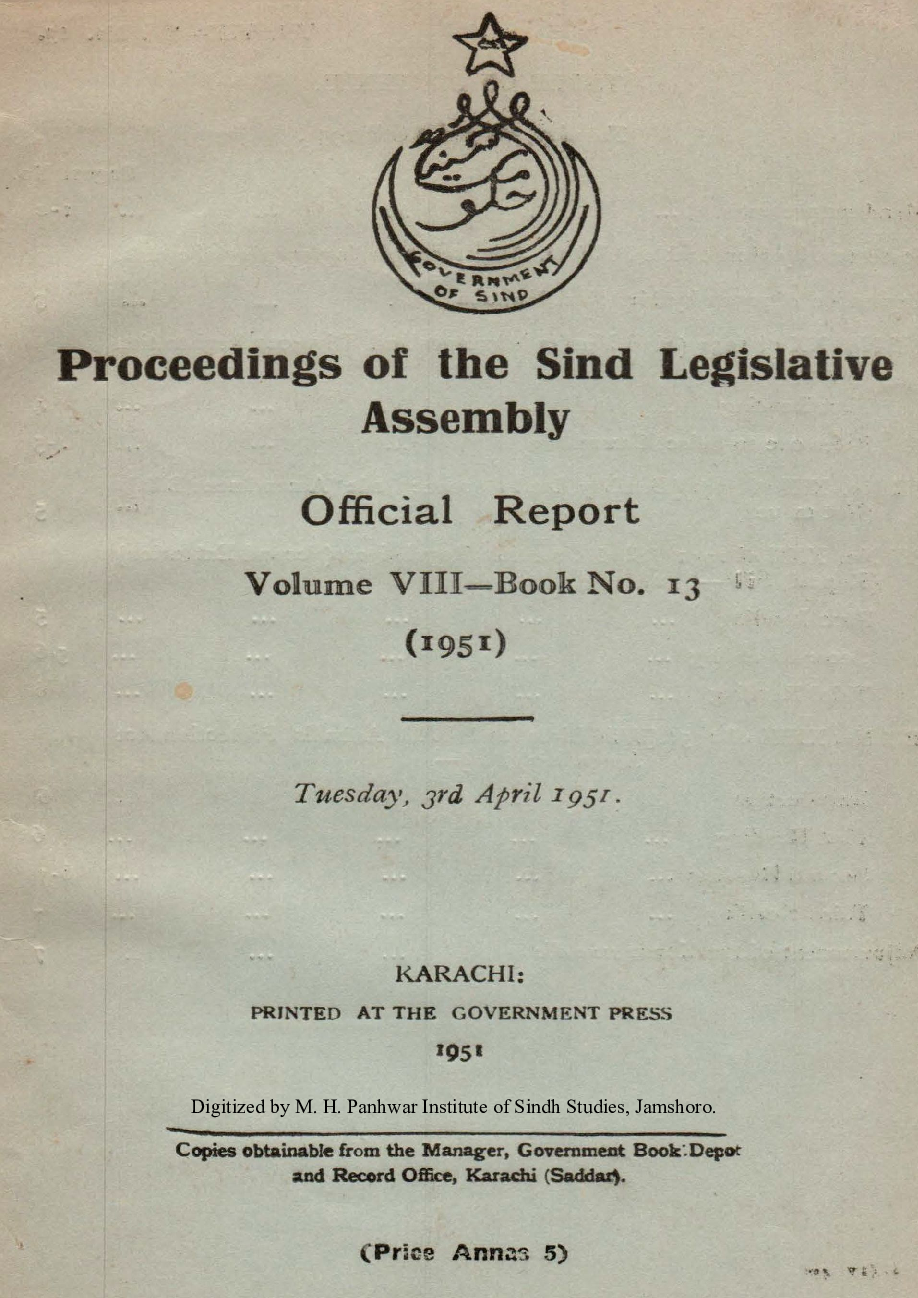 حكومت سنڌ
GOVERNMENT
OF SIND
Proceedings of the Sind Legislative
Assembly
Official Report
Volume VIII—Book No. 13
(1951)
Tuesday, 3rd April 1951.
KARACHI:
PRINTED AT THE GOVERNMENT PRESS
1951
Digitized by M. H. Panhwar Institute of Sindh Studies, Jamshoro.
Copies obtainable from the Manager, Government Book Depot
and Record Office, Karachi (Saddar).
(Price Annas 5)